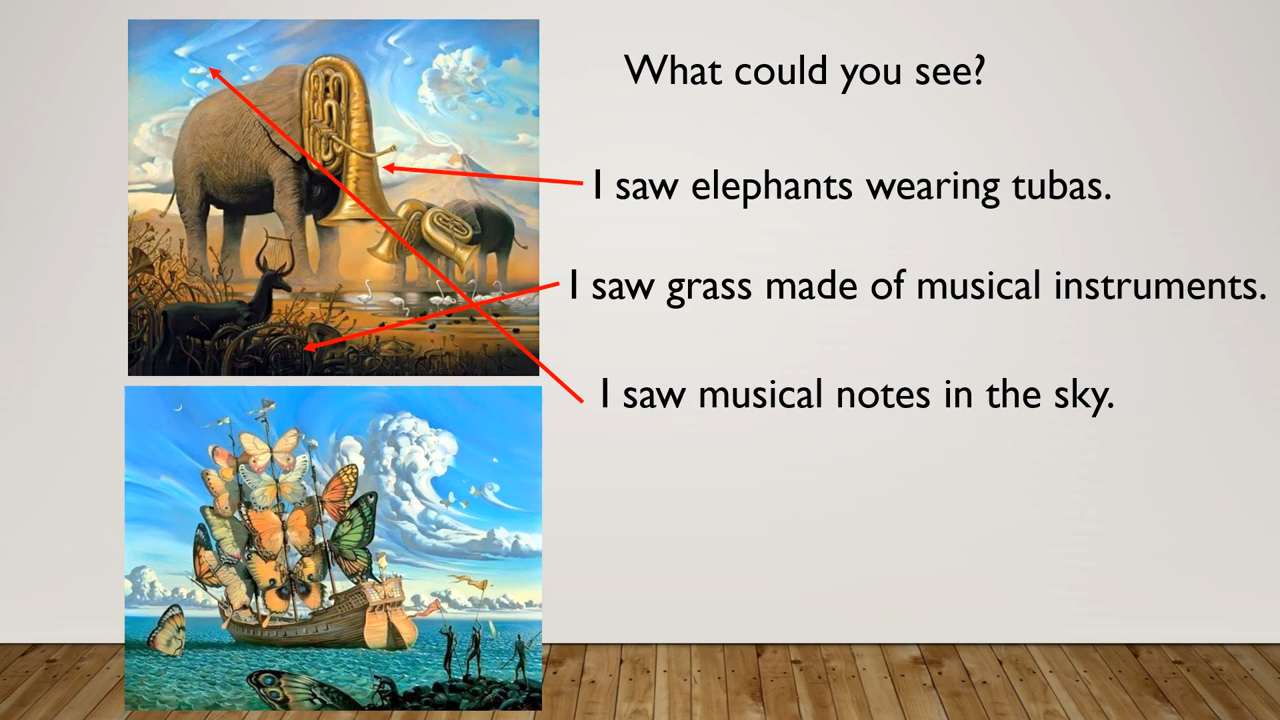 What could you see?
I saw elephants wearing tubas.
I saw grass made of musical instruments.
I saw musical notes in the sky.